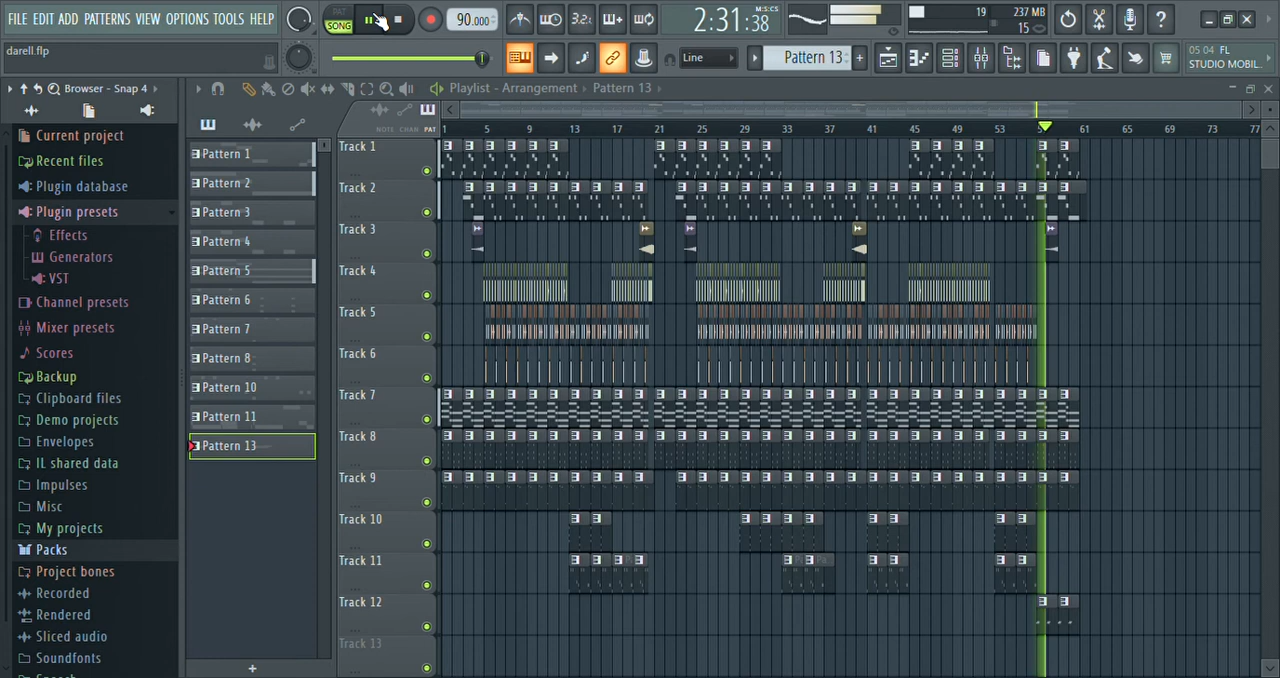 FILE EDIT ADD PATTERNS VIEW OPTIONS TOOLS HELP
PAT
SONG
90.000
3.2:
2:31:38
M:S:CS
19
237 MB
15
darell.flp
Line
Pattern 13
05 04 FL
STUDIO MOBIL..
Browser - Snap 4
Playlist - Arrangement
Pattern 13
NOTE CHAN PAT
1 5 9 13 17 21 25 29 33 37 41 45 49 53 61 65 69 73 77
Current project
Recent files
Plugin database
Plugin presets
Effects
Generators
VST
Channel presets
Mixer presets
Scores
Backup
Clipboard files
Demo projects
Envelopes
IL shared data
Impulses
Misc
My projects
Packs
Project bones
Recorded
Rendered
Sliced audio
Soundfonts
Pattern 1
Pattern 2
Pattern 3
Pattern 4
Pattern 5
Pattern 6
Pattern 7
Pattern 8
Pattern 10
Pattern 11
Pattern 13
Track 1
Track 2
Track 3
Track 4
Track 5
Track 6
Track 7
Track 8
Track 9
Track 10
Track 11
Track 12
Track 13